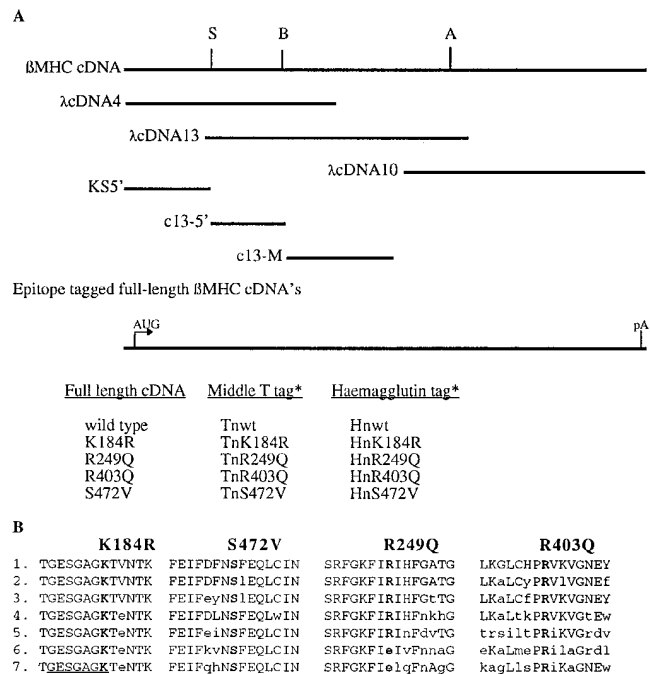 A
S B A
ßMHC cDNA
λcDNA4
λcDNA13
λcDNA10
KS5'
c13-5'
c13-M
Epitope tagged full-length ßMHC cDNA's
AUG pA
Full length cDNA Middle T tag* Haemagglutin tag*
wild type Tnwt Hnwt
K184R TnK184R HnK184R
R249Q TnR249Q HnR249Q
R403Q TnR403Q HnR403Q
S472V TnS472V HnS472V
B
K184R S472V R249Q R403Q
1. TGESGAGKTVNTK FEIFDFNSFEQLCIN SRFGKFIRIHFGATG LKGLCHPRVKVGNEY
2. TGESGAGKTVNTK FEIFDFNSlEQLCIN SRFGKFIRIHFGATG LKaLCyPRVlVGNEf
3. TGESGAGKTVNTK FEIFeyNSlEQLCIN SRFGKFIRIHFGtTG LKaLCfPRVKVGNEy
4. TGESGAGKTeNTK FEIFDLNSFEQLwIN SRFGKFIRIHFnkhG LKaLtkPRVKVGtEw
5. TGESGAGKTeNTK FEIFeiNSFEQLCIN SRFGKFIRInFdvTG trsiltPRiKVGrdv
6. TGESGAGKTeNTK FEIFkvNSFEQLCIN SRFGKFIeIvFnnaG eKaLmePRilaGrdl
7. TGESGAGKTeNTK FEIFqhNSFEQLCIN SRFGKFIelqFnAgG kagLlsPRiKaGNEw